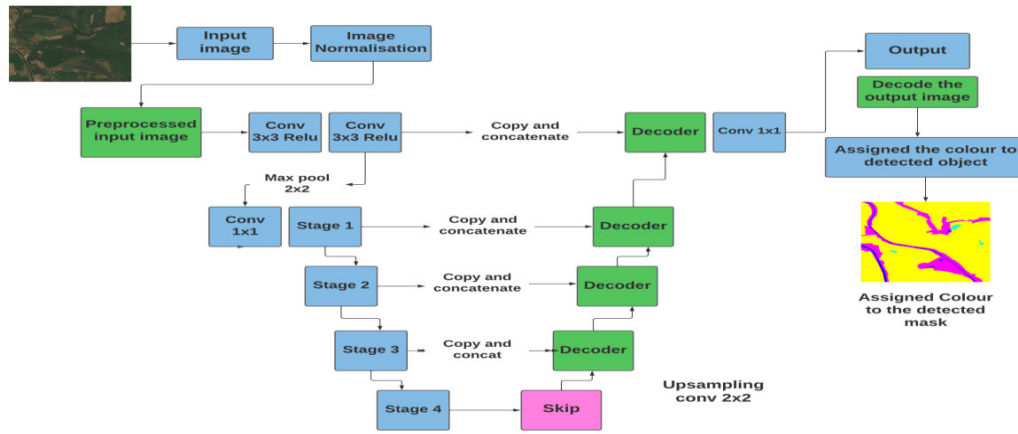 Input
image
Image
Normalisation
Output
Decode the
output image
Preprocessed
input image
Conv
3x3 Relu
Conv
3x3 Relu
Copy and
concatenate
Decoder
Conv 1x1
Assigned the colour to
detected object
Max pool
2x2
Conv
1x1
Stage 1
Copy and
concatenate
Decoder
Stage 2
Copy and
concatenate
Decoder
Assigned Colour
to the detected
mask
Stage 3
Copy and
concat
Decoder
Upsampling
conv 2x2
Stage 4
Skip